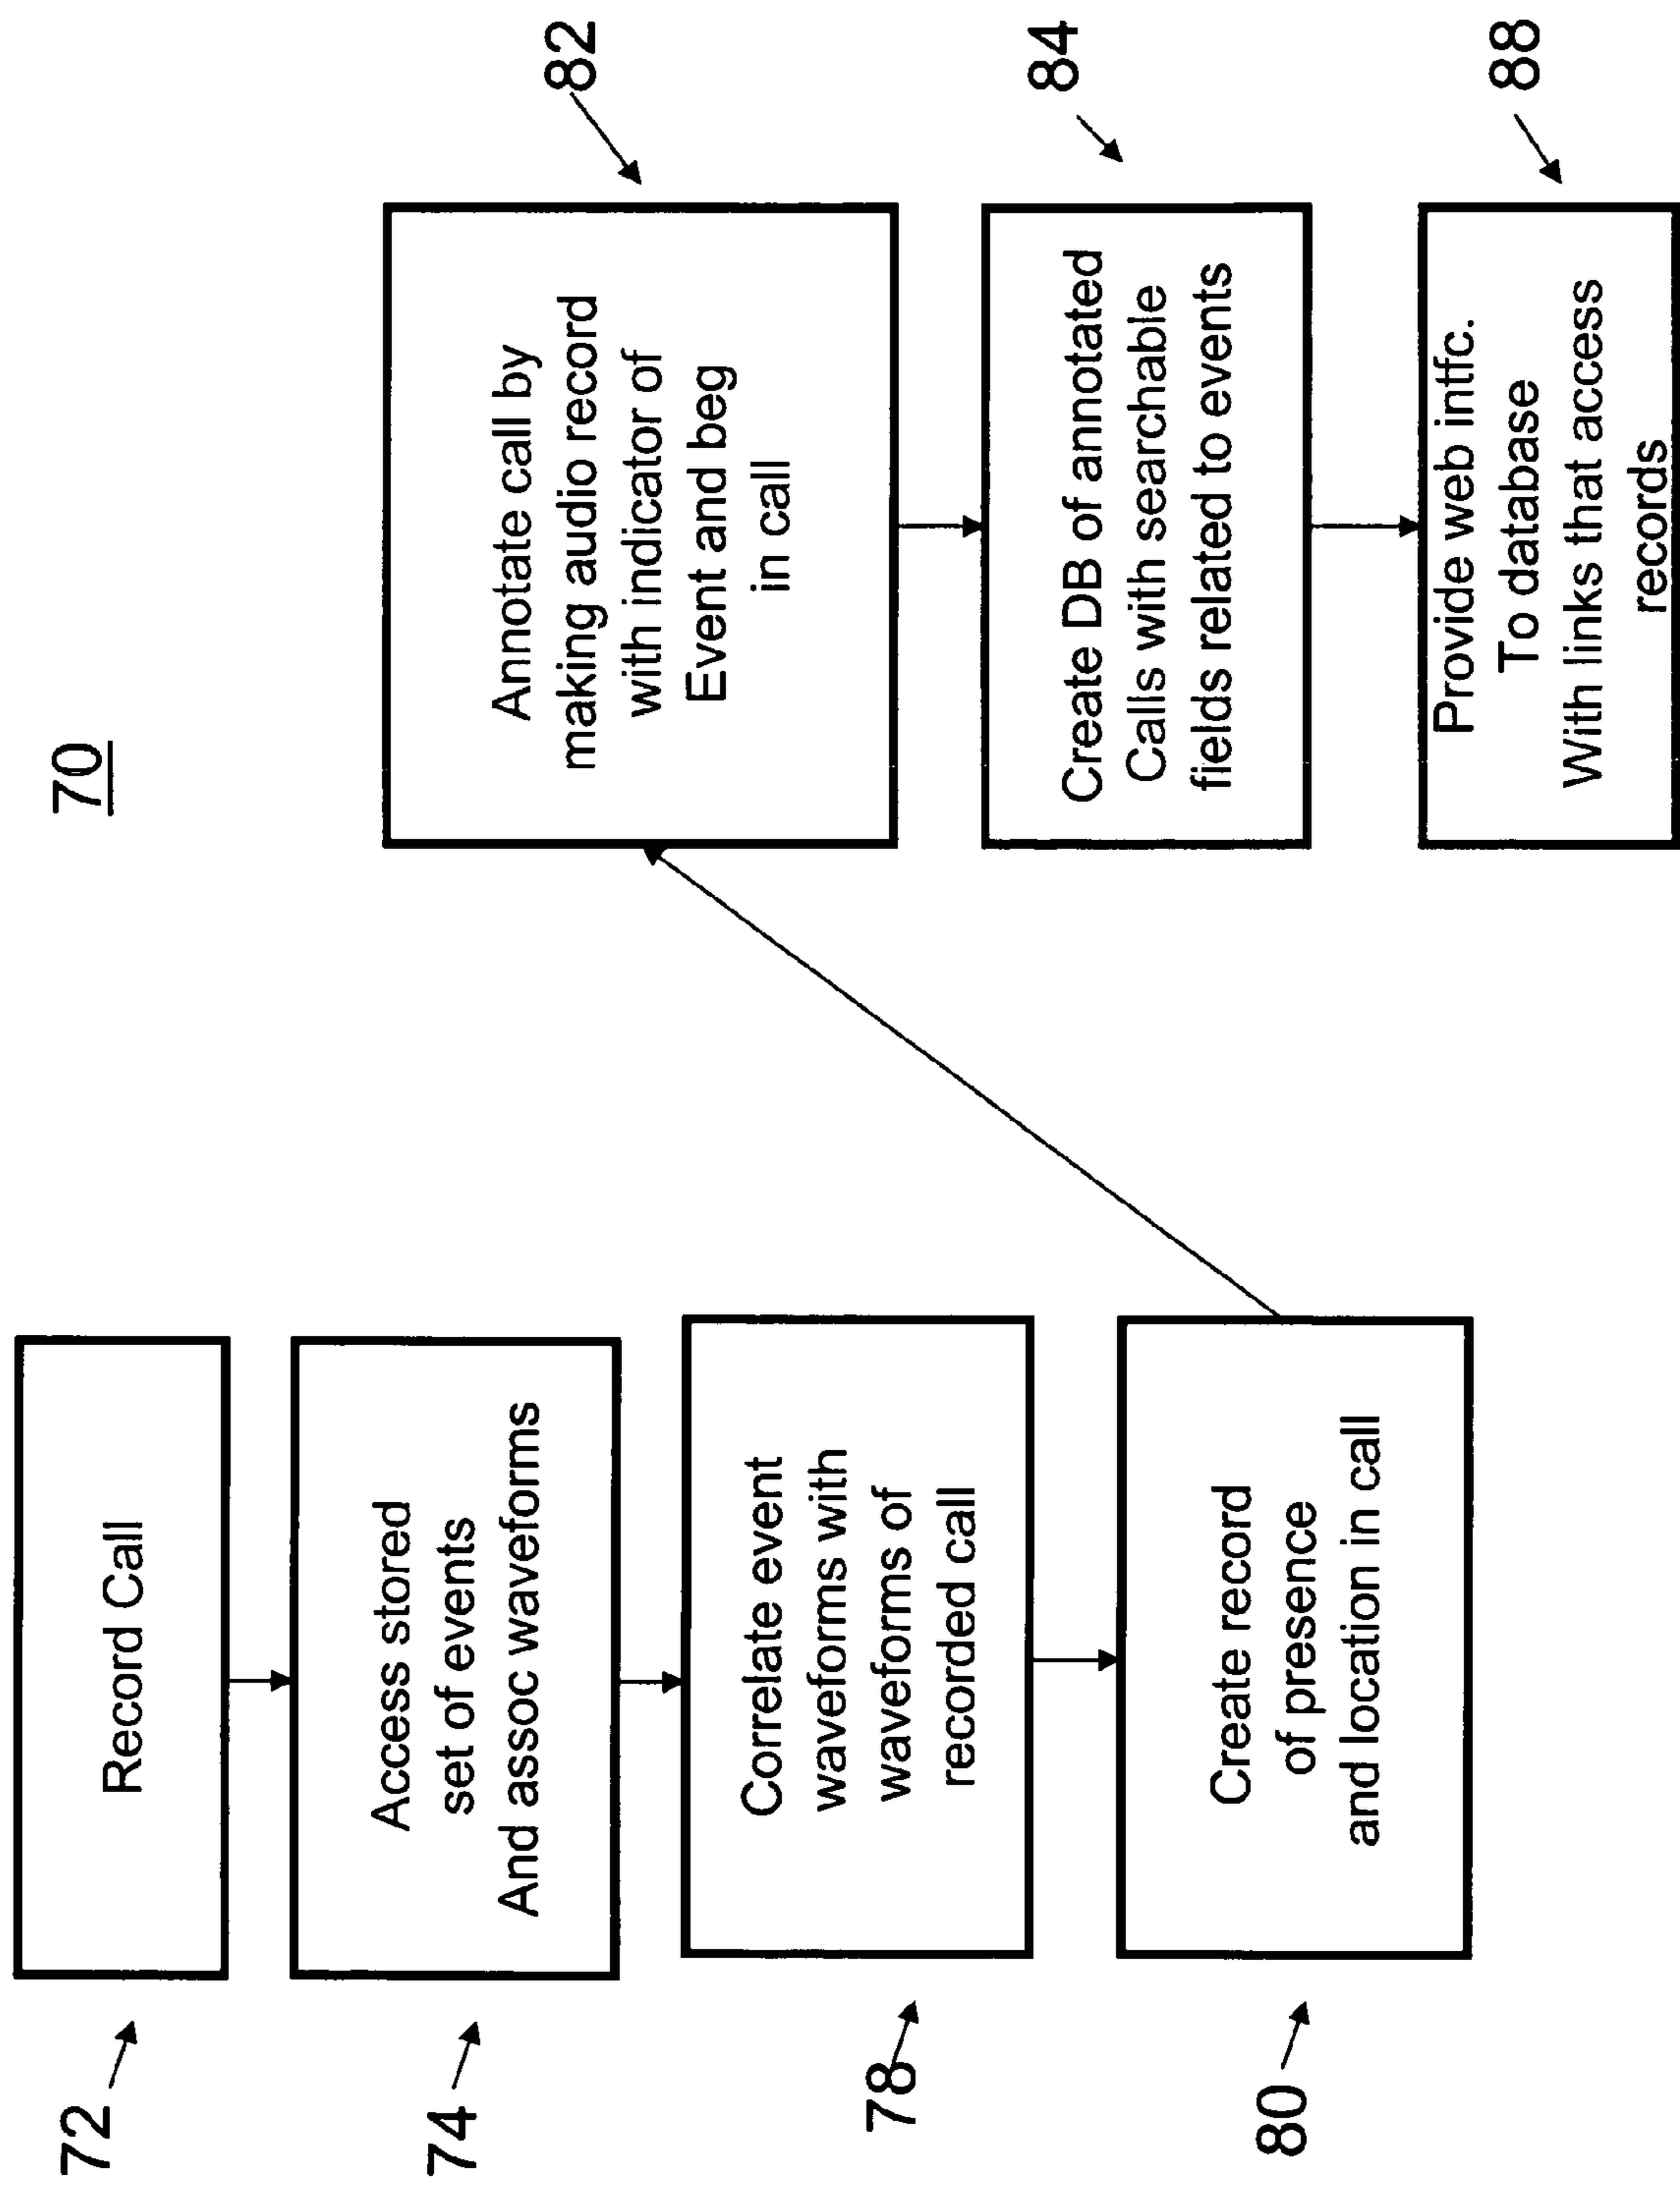 70
72
Record Call
74
Access stored
set of events
And assoc waveforms
78
Correlate event
waveforms with
waveforms of
recorded call
80
Create record
of presence
and location in call
82
Annotate call by
making audio record
with indicator of
Event and beg
in call
84
Create DB of annotated
Calls with searchable
fields related to events
88
Provide web intfc.
To database
With links that access
records